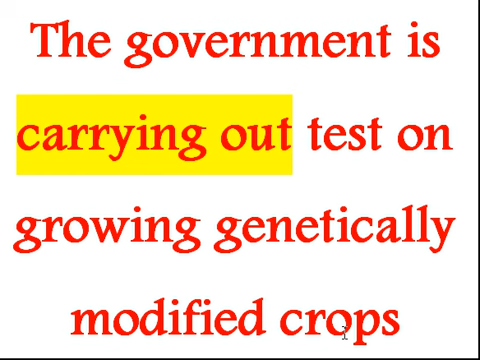 The government is
carrying out test on
growing genetically
modified crops